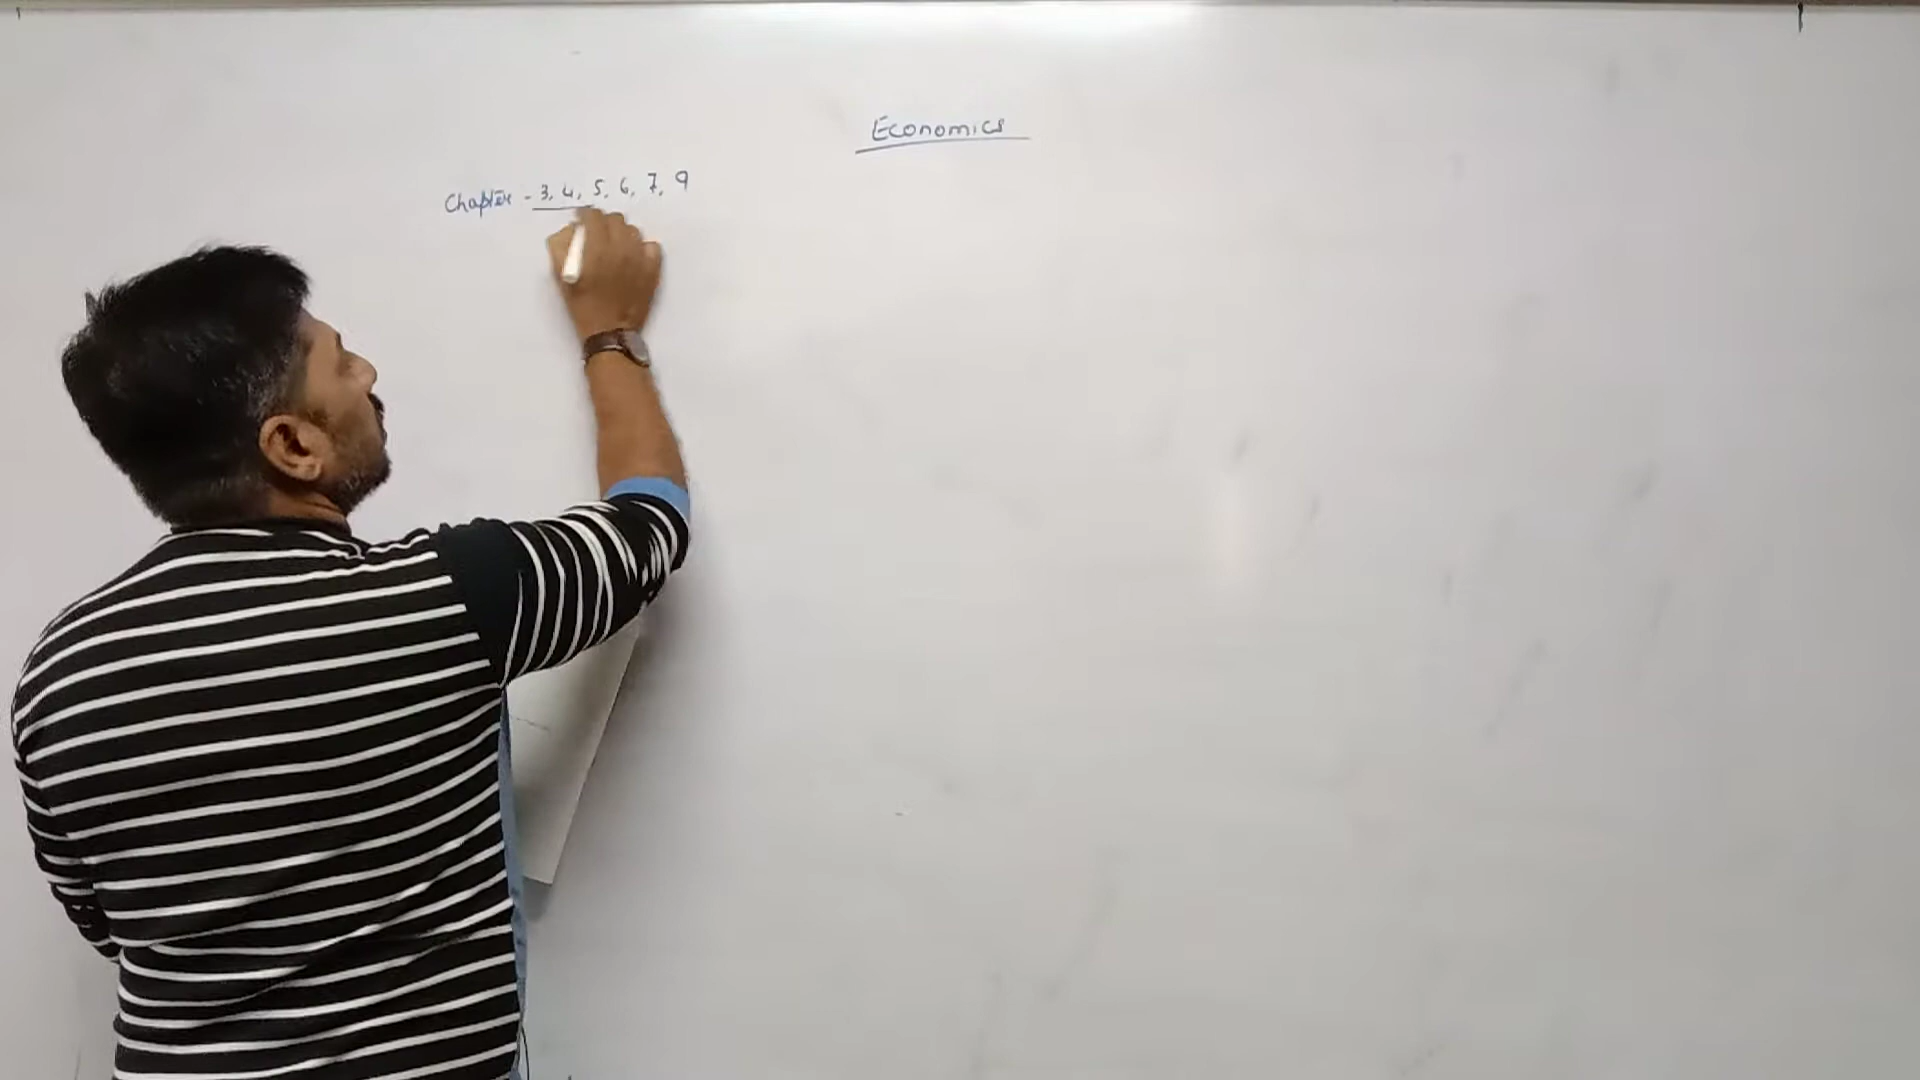 Economics
Chapter - 3, 4, 5, 6, 7, 9